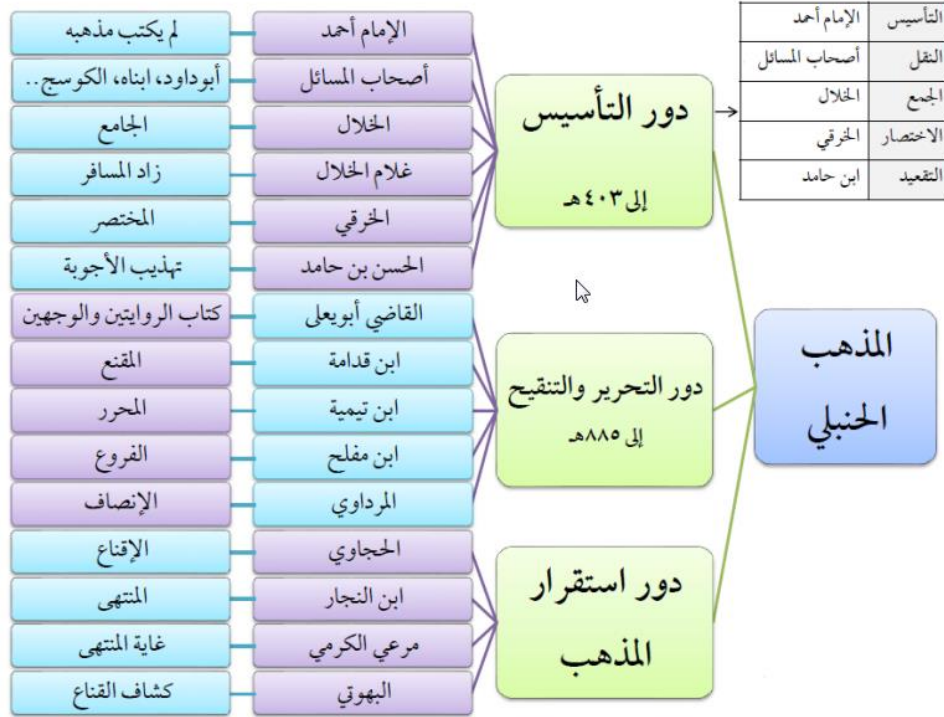 المذهب
الحنبلي
دور التأسيس
إلى ٤٠٣هـ
التأسيس الإمام أحمد
النقل أصحاب المسائل
الجمع الخلال
الاختصار الخرقي
التقعيد ابن حامد
الإمام أحمد لم يكتب مذهبه
أصحاب المسائل أبوداود، ابناه، الكوسج..
الخلال الجامع
غلام الخلال زاد المسافر
الخرقي المختصر
الحسن بن حامد تهذيب الأجوبة
دور التحرير والتنقيح
إلى ٨٨٥هـ
القاضي أبويعلى كتاب الروايتين والوجهين
ابن قدامة المقنع
ابن تيمية المحرر
ابن مفلح الفروع
المرداوي الإنصاف
دور استقرار
المذهب
الحجاوي الإقناع
ابن النجار المنتهى
مرعي الكرمي غاية المنتهى
البهوتي كشاف القناع